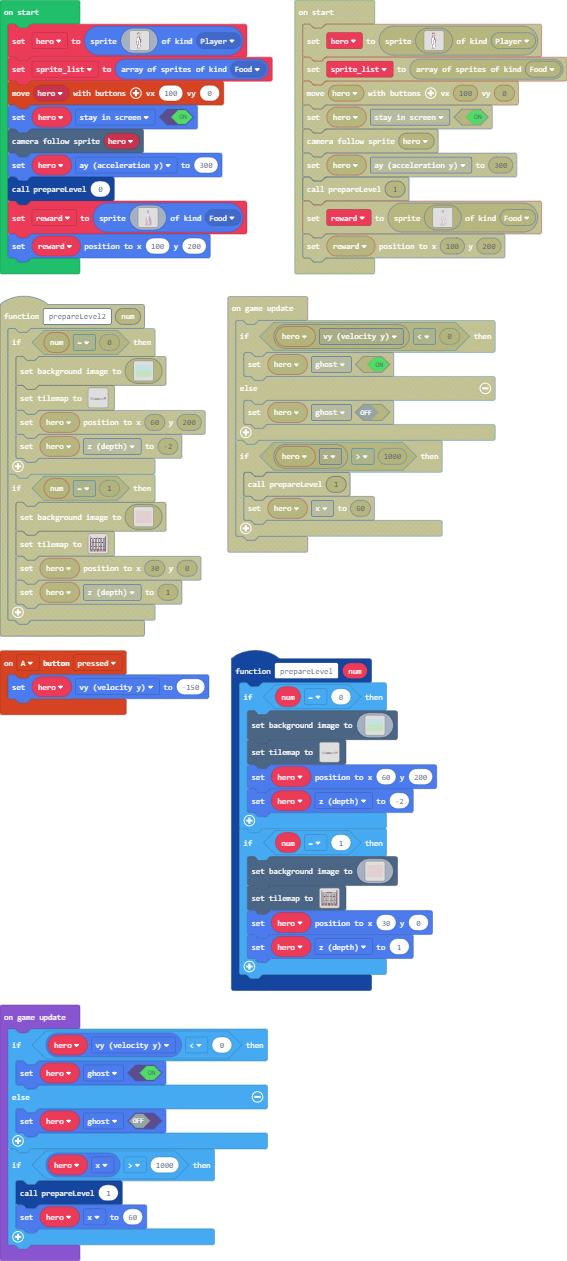 on start
set hero to sprite of kind Player
set sprite_list to array of sprites of kind Food
move hero with buttons vx 100 vy 0
set hero stay in screen ON
camera follow sprite hero
set hero ay (acceleration y) to 300
call prepareLevel 0
set reward to sprite of kind Food
set reward position to x 100 y 200
on start
set hero to sprite of kind Player
set sprite_list to array of sprites of kind Food
move hero with buttons vx 100 vy 0
set hero stay in screen ON
camera follow sprite hero
set hero ay (acceleration y) to 300
call prepareLevel 1
set reward to sprite of kind Food
set reward position to x 100 y 200
function prepareLevel2 num
if num = 0 then
set background image to
set tilemap to
set hero position to x 60 y 200
set hero z (depth) to -2
if num = 1 then
set background image to
set tilemap to
set hero position to x 30 y 0
set hero z (depth) to 1
on game update
if hero vy (velocity y) < 0 then
set hero ghost ON
else
set hero ghost OFF
if hero x > 1000 then
call prepareLevel 1
set hero x to 60
on A button pressed
set hero vy (velocity y) to -150
function prepareLevel num
if num = 0 then
set background image to
set tilemap to
set hero position to x 60 y 200
set hero z (depth) to -2
if num = 1 then
set background image to
set tilemap to
set hero position to x 30 y 0
set hero z (depth) to 1
on game update
if hero vy (velocity y) < 0 then
set hero ghost ON
else
set hero ghost OFF
if hero x > 1000 then
call prepareLevel 1
set hero x to 60